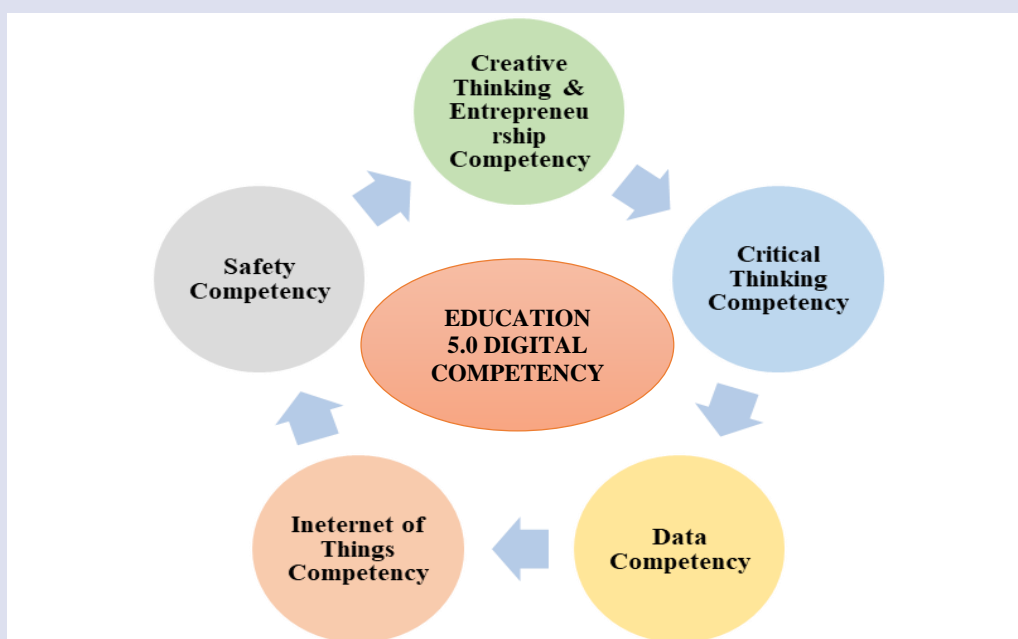 Creative
Thinking &
Entrepreneu
rship
Competency
Critical
Thinking
Competency
Data
Competency
Ineternet of
Things
Competency
Safety
Competency
EDUCATION
5.0 DIGITAL
COMPETENCY